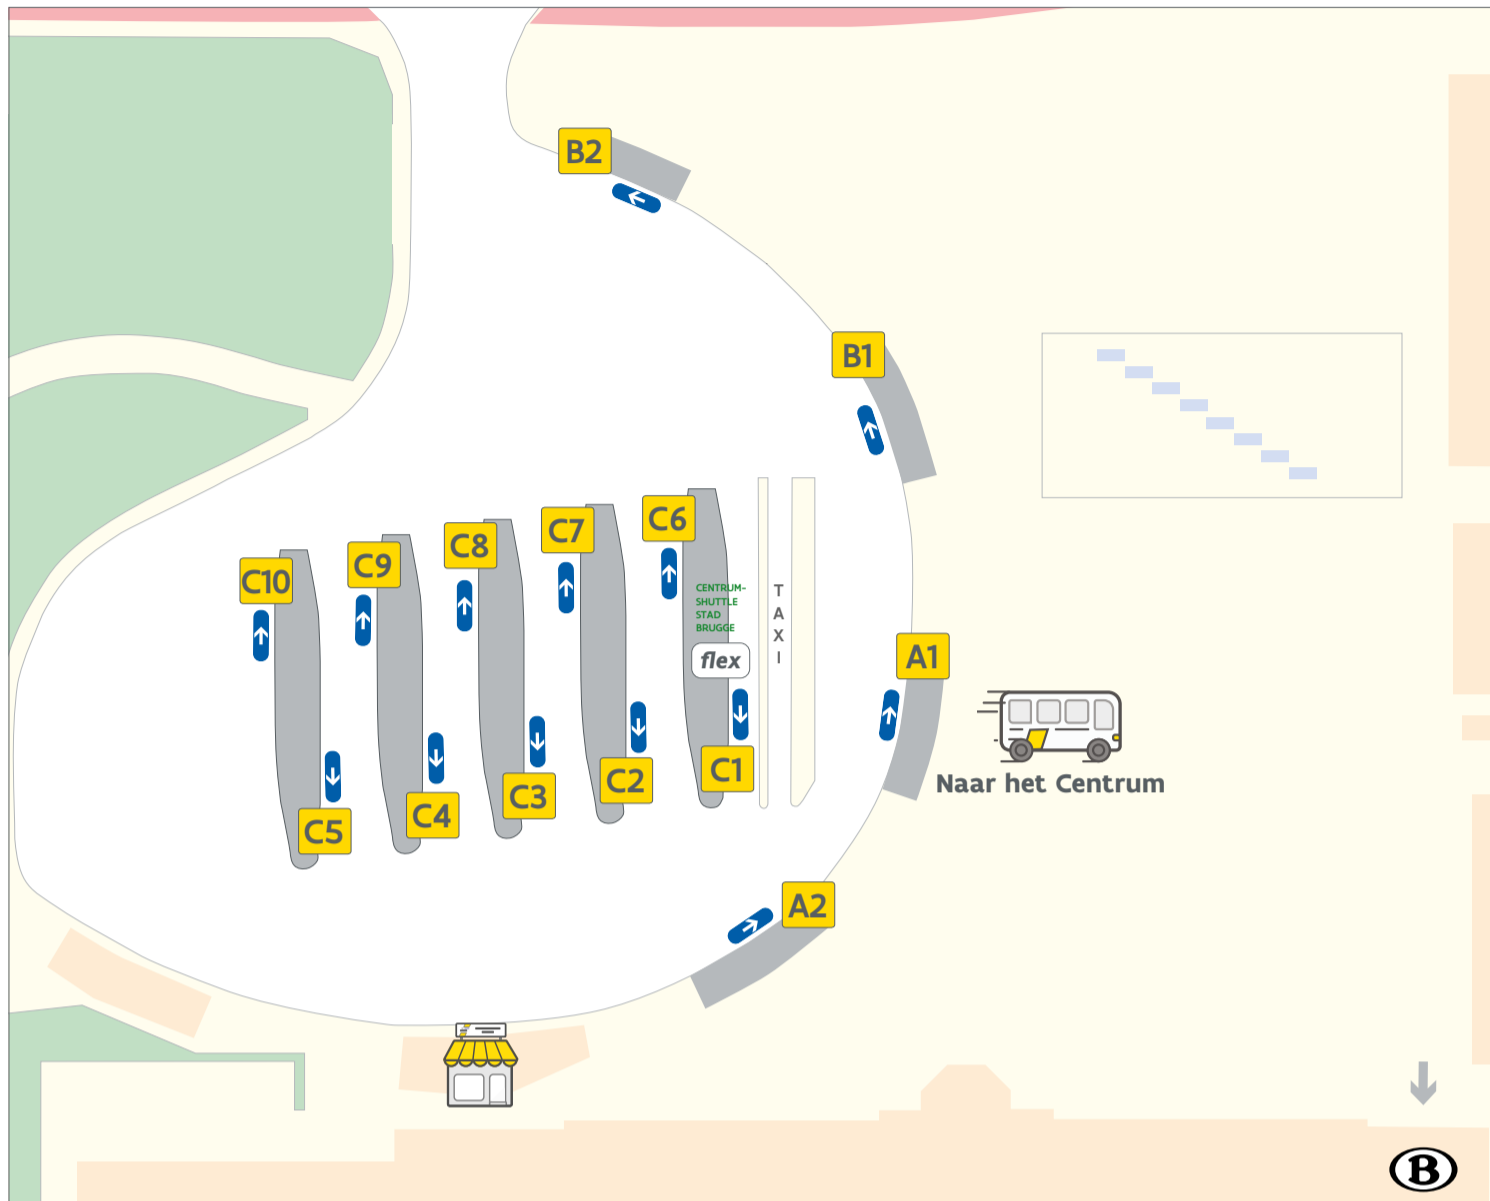 B2
B1
C6
C7
C8
C9
C10
CENTRUM-
SHUTTLE
STAD
BRUGGE
flex
TAXI
A1
Naar het Centrum
C1
C2
C3
C4
C5
A2
B